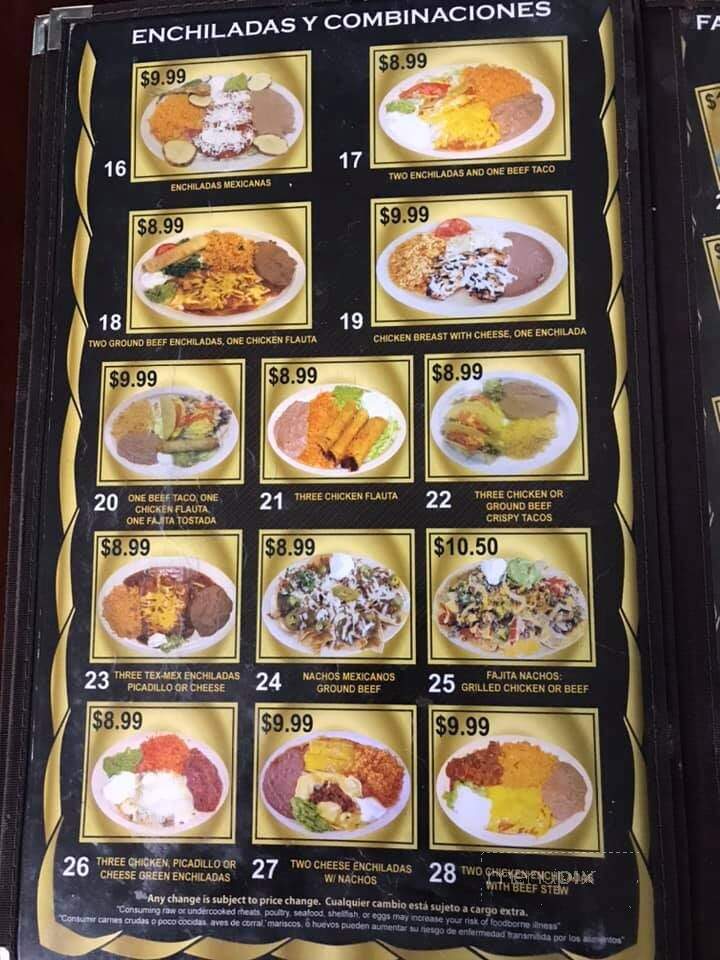 ENCHILADAS Y COMBINACIONES
FA
$9.99
16
ENCHILADAS MEXICANAS
$8.99
17
TWO ENCHILADAS AND ONE BEEF TACO
$8.99
18
TWO GROUND BEEF ENCHILADAS, ONE CHICKEN FLAUTA
$9.99
19
CHICKEN BREAST WITH CHEESE, ONE ENCHILADA
$9.99
20
ONE BEEF TACO, ONE
CHICKEN FLAUTA,
ONE FAJITA TOSTADA
$8.99
21
THREE CHICKEN FLAUTA
$8.99
22
THREE CHICKEN OR
GROUND BEEF
CRISPY TACOS
$8.99
23
THREE TEX-MEX ENCHILADAS
PICADILLO OR CHEESE
$8.99
24
NACHOS MEXICANOS
GROUND BEEF
$10.50
25
FAJITA NACHOS:
GRILLED CHICKEN OR BEEF
$8.99
26
THREE CHICKEN, PICADILLO OR
CHEESE GREEN ENCHILADAS
$9.99
27
TWO CHEESE ENCHILADAS
W/ NACHOS
$9.99
28
TWO CHICKEN
WITH BEEF STEW
menupix
Any change is subject to price change. Cualquier cambio está sujeto a cargo extra.
"Consuming raw or undercooked meats, poultry, seafood, shellfish, or eggs may increase your risk of foodborne illness"
"Consumir carnes crudas o poco cocidas, aves de corral, mariscos, o huevos pueden aumentar su riesgo de enfermedad transmitida por los alimentos"